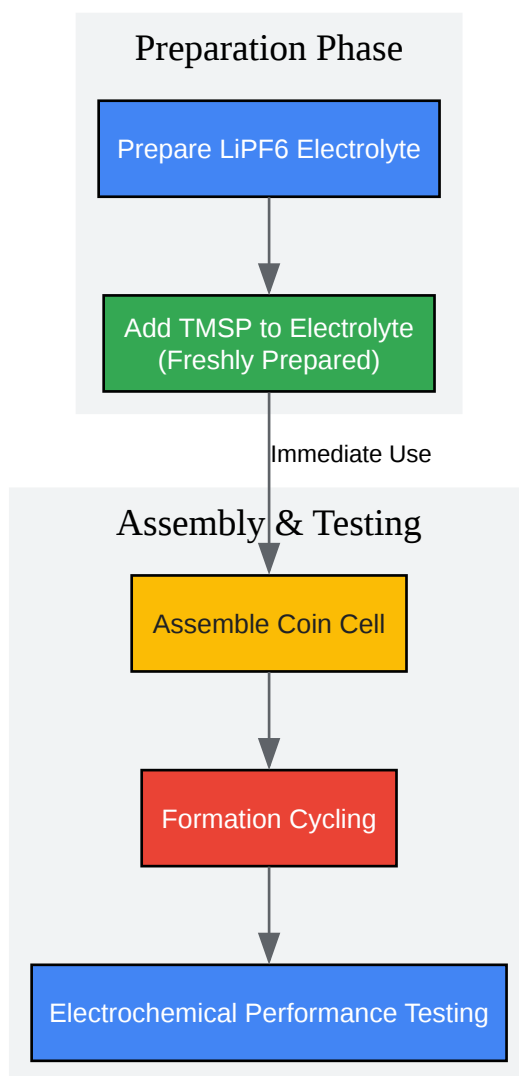 Preparation Phase
Prepare LiPF6 Electrolyte
Add TMSP to Electrolyte
(Freshly Prepared)
Immediate Use
Assembly & Testing
Assemble Coin Cell
Formation Cycling
Electrochemical Performance Testing